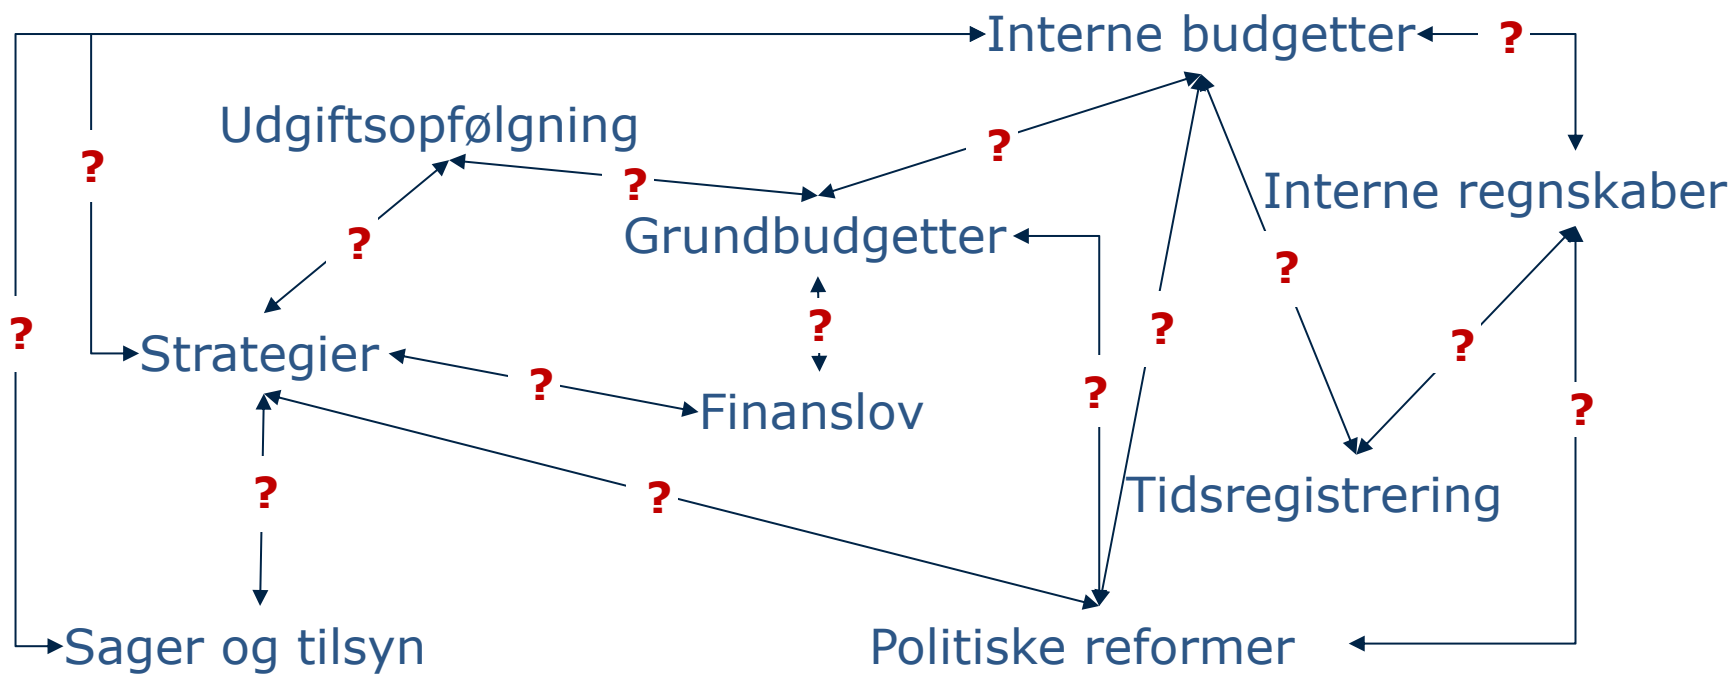 Interne budgetter
?
Udgiftsopfølgning
?
?
?
Interne regnskaber
Grundbudgetter
?
?
?
?
?
?
Strategier
?
?
?
Finanslov
?
?
?
Tidsregistrering
Sager og tilsyn
Politiske reformer